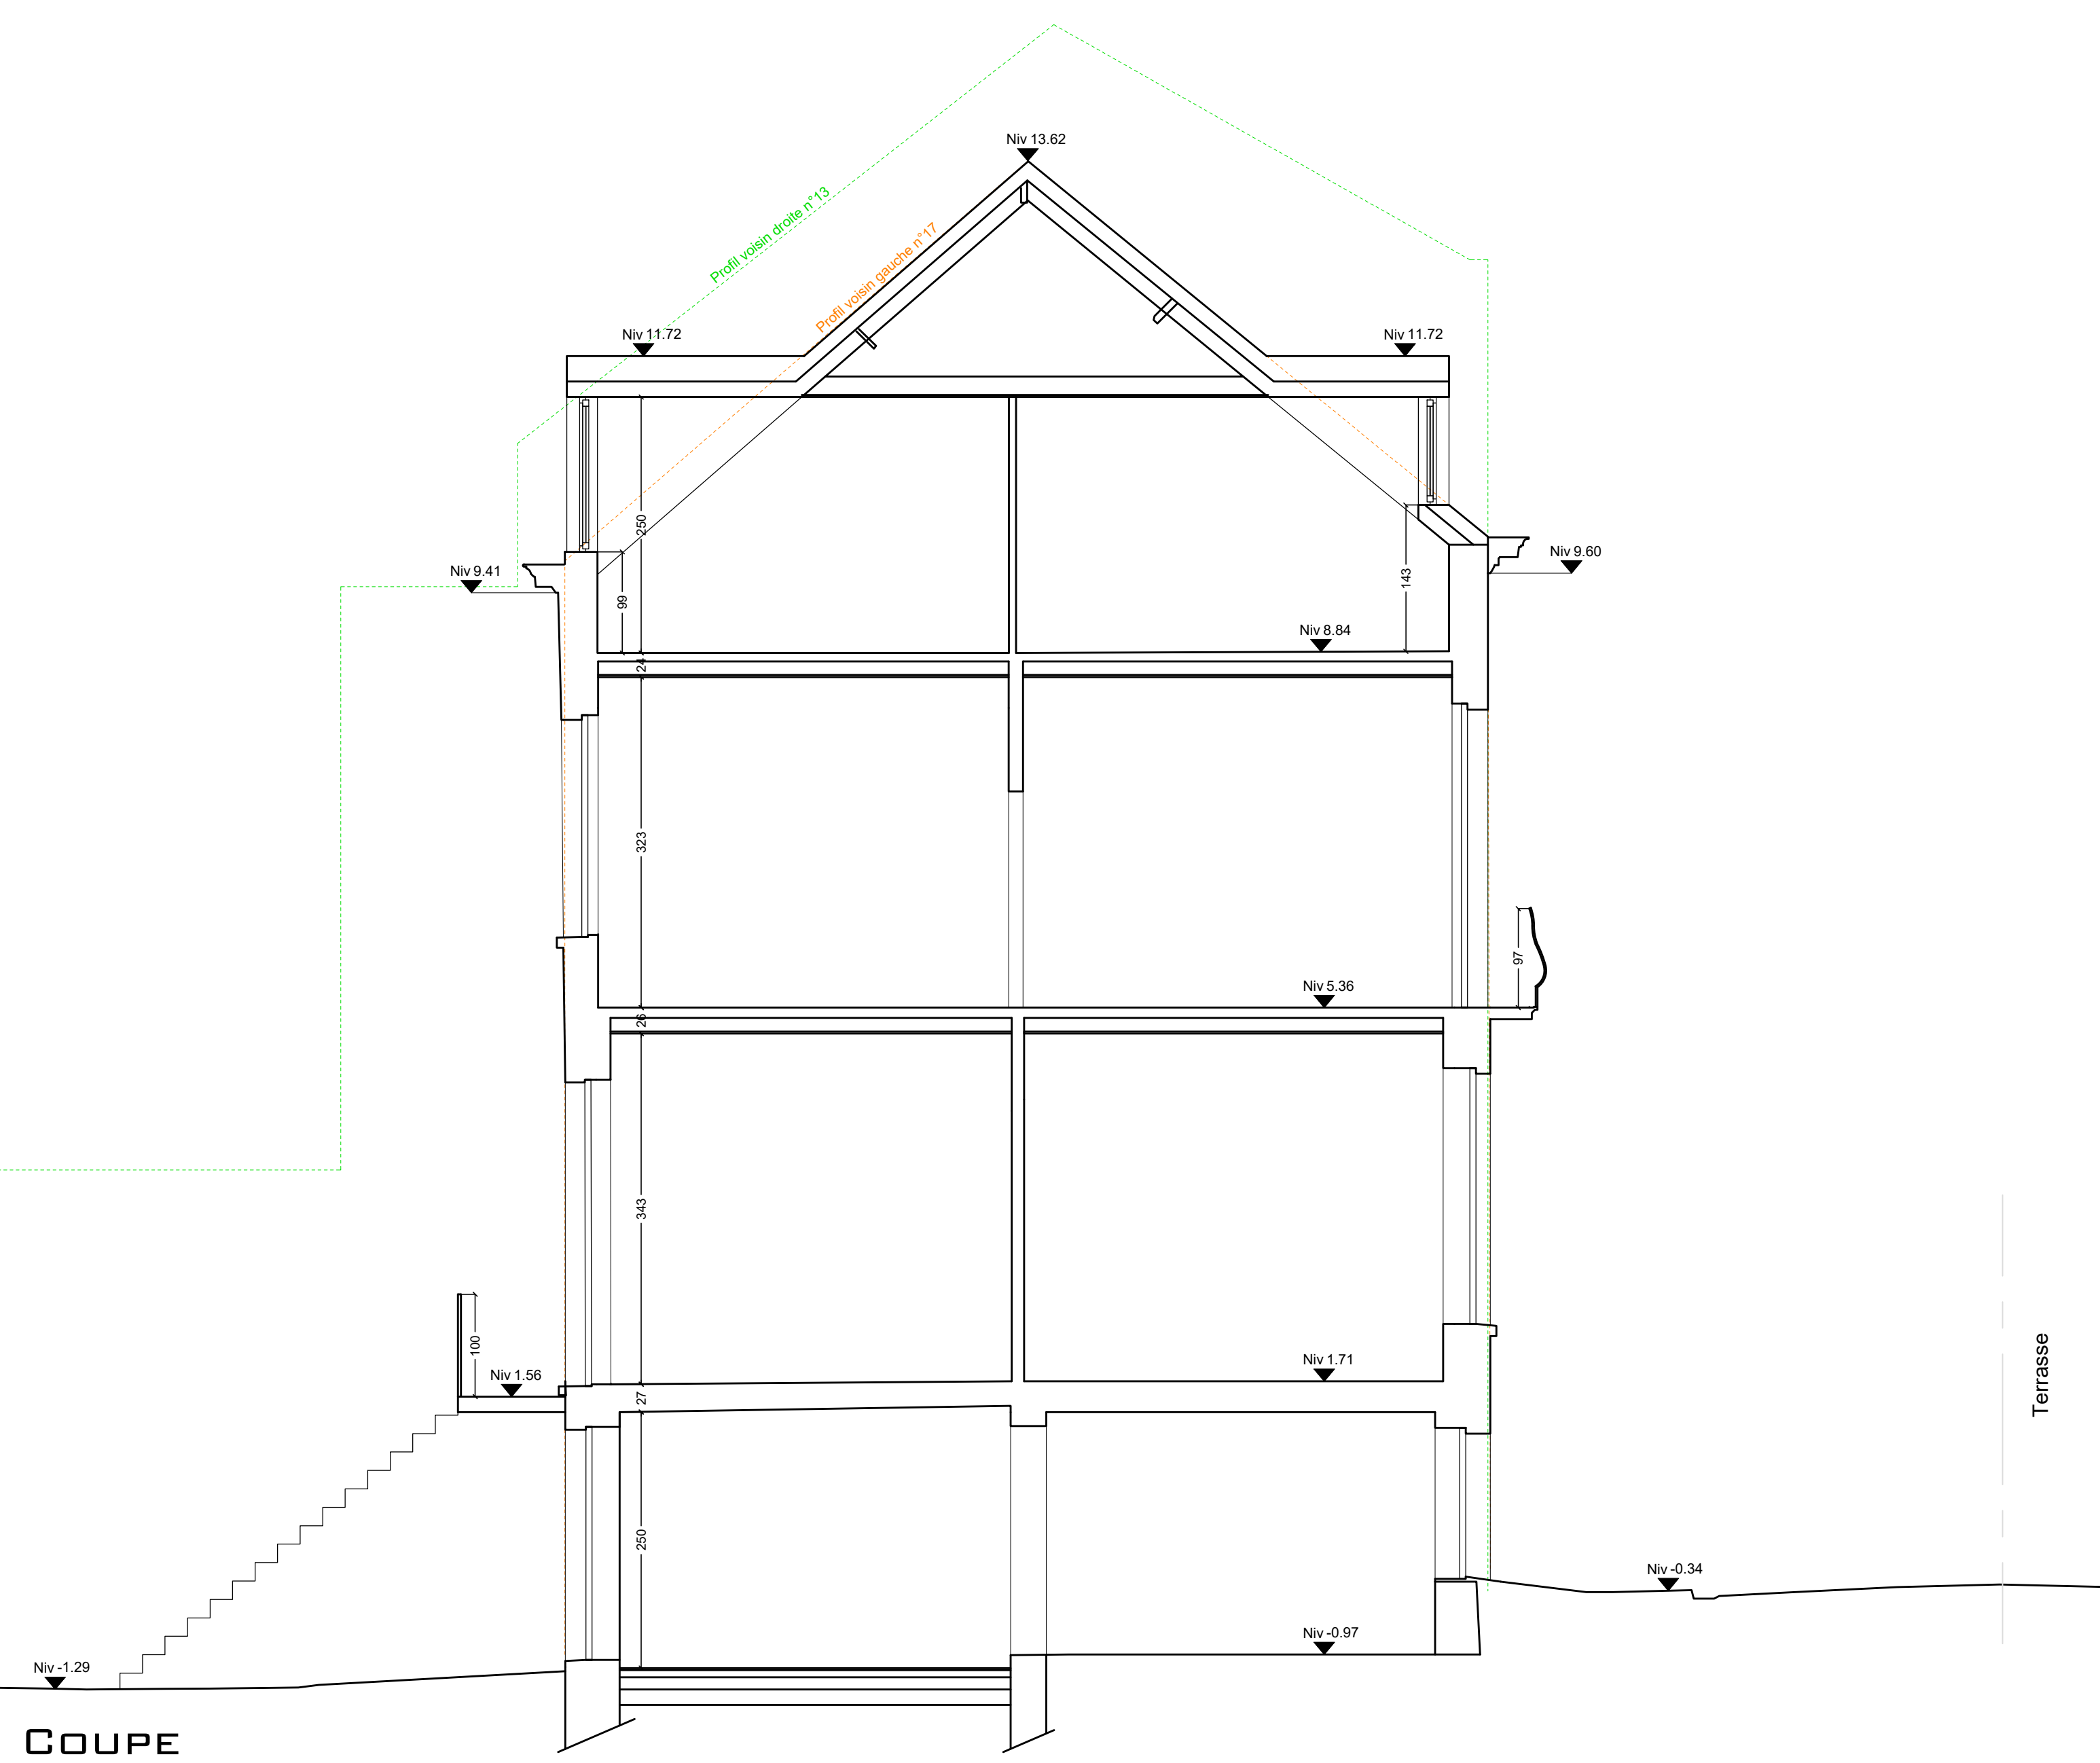 Niv 13.62
Profil voisin droite n°13
Profil voisin gauche n°17
Niv 11.72
Niv 11.72
250
Niv 9.41
Niv 9.60
99
143
Niv 8.84
24
323
97
Niv 5.36
26
343
100
Niv 1.56
Niv 1.71
Terrasse
27
250
Niv -0.34
Niv -0.97
Niv -1.29
COUPE